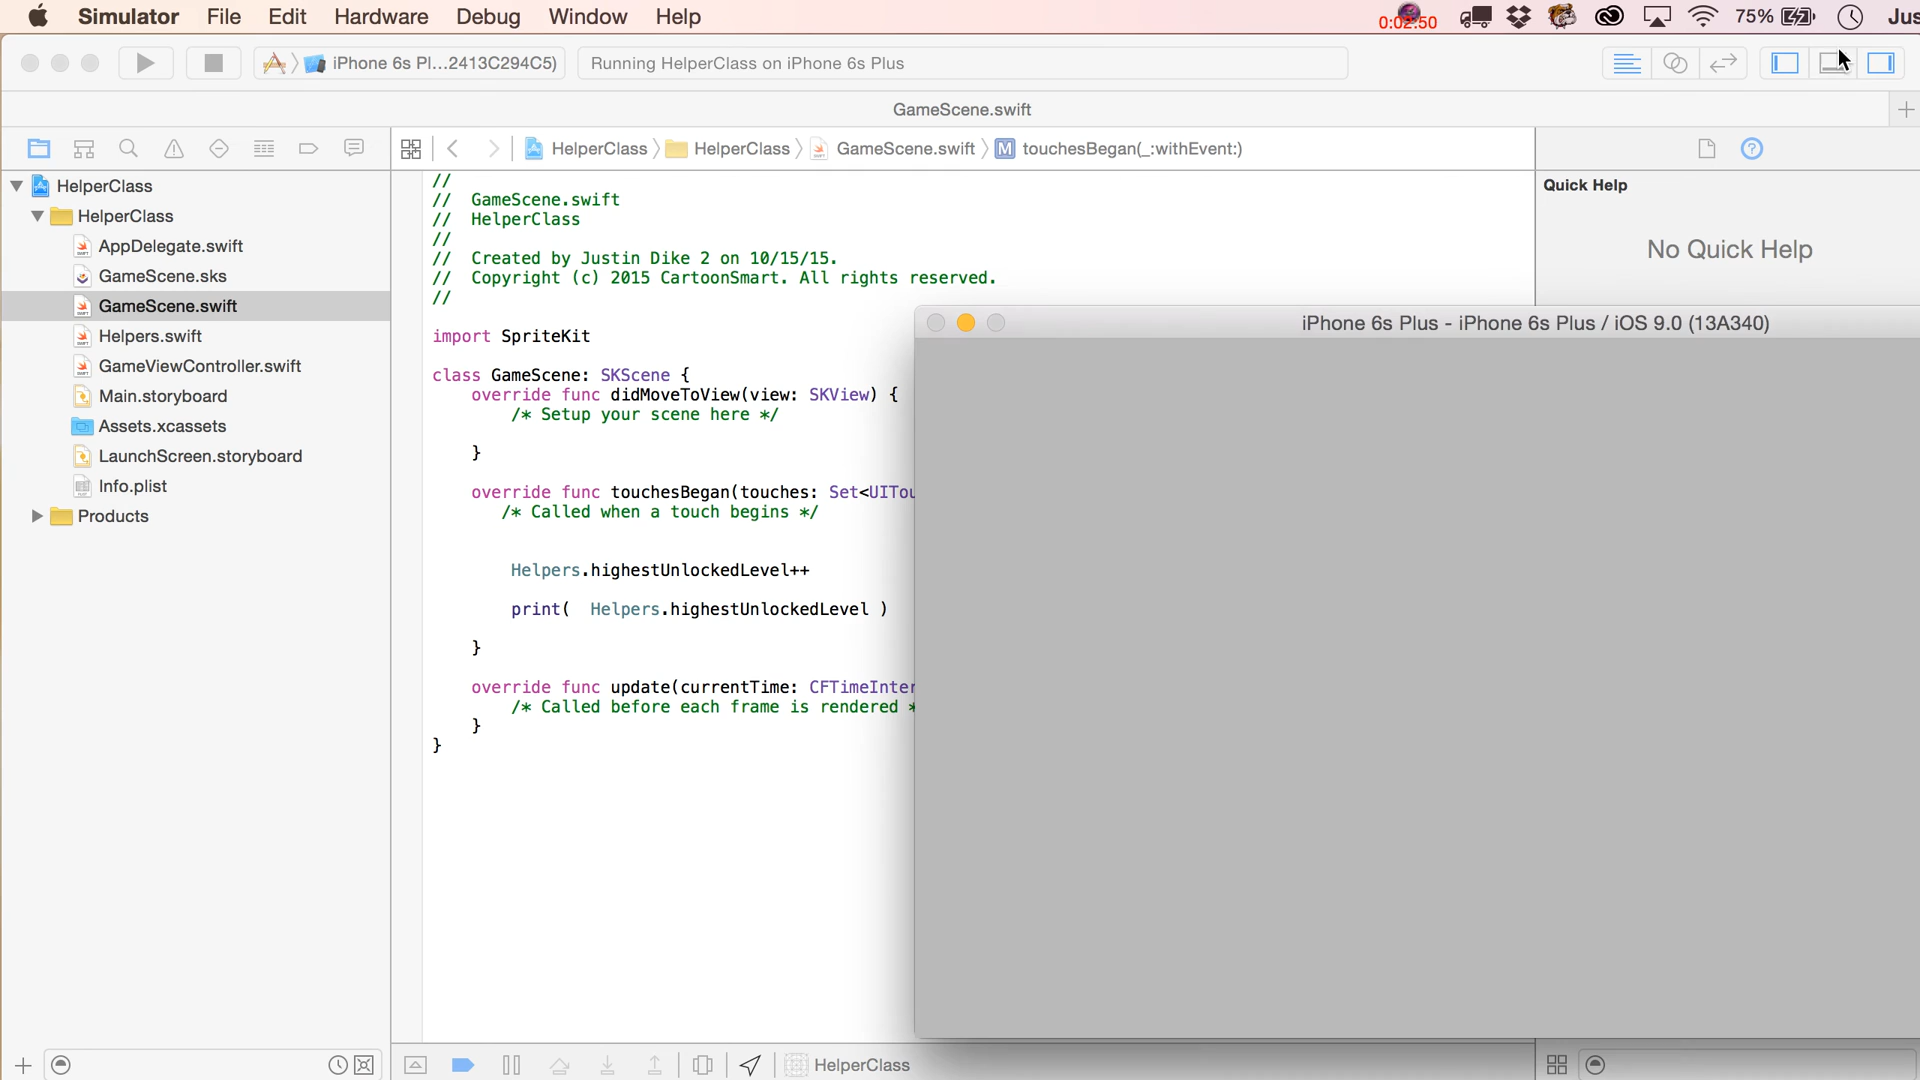 Simulator File Edit Hardware Debug Window Help 0:02:50 75% Jus
iPhone 6s Pl...2413C294C5) Running HelperClass on iPhone 6s Plus
GameScene.swift
HelperClass HelperClass GameScene.swift M touchesBegan(_:withEvent:)
HelperClass
HelperClass
AppDelegate.swift
GameScene.sks
GameScene.swift
Helpers.swift
GameViewController.swift
Main.storyboard
Assets.xcassets
LaunchScreen.storyboard
Info.plist
Products
//
// GameScene.swift
// HelperClass
//
// Created by Justin Dike 2 on 10/15/15.
// Copyright (c) 2015 CartoonSmart. All rights reserved.
//
import SpriteKit
class GameScene: SKScene {
override func didMoveToView(view: SKView) {
/* Setup your scene here */
}
override func touchesBegan(touches: Set<UITou
/* Called when a touch begins */
Helpers.highestUnlockedLevel++
print( Helpers.highestUnlockedLevel )
}
override func update(currentTime: CFTimeInter
/* Called before each frame is rendered *
}
}
Quick Help
No Quick Help
iPhone 6s Plus - iPhone 6s Plus / iOS 9.0 (13A340)
HelperClass